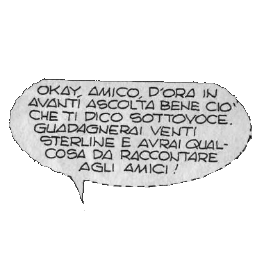 OKAY, AMICO, D'ORA IN
AVANTI ASCOLTA BENE CIO'
CHE TI DICO SOTTOVOCE.
GUADAGNERAI VENTI
STERLINE E AVRAI QUAL-
COSA DA RACCONTARE
AGLI AMICI!